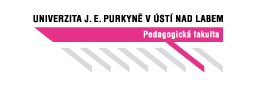 UNIVERZITA J. E. PURKYNĚ V ÚSTÍ NAD LABEM
Pedagogická fakulta